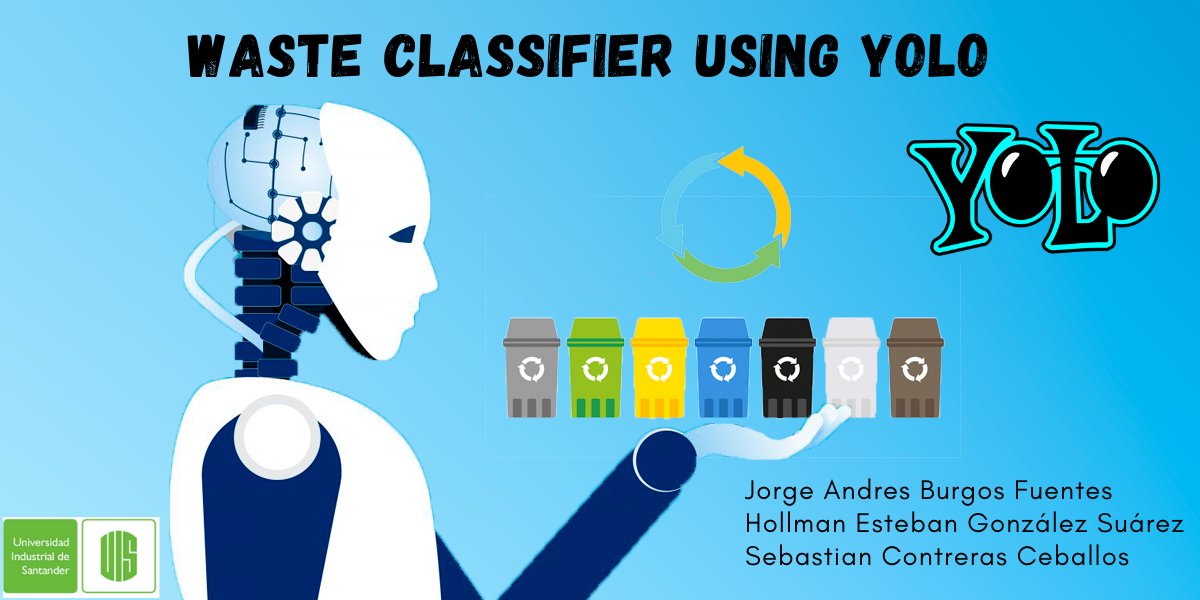 WASTE CLASSIFIER USING YOLO
YOLO
Jorge Andres Burgos Fuentes
Hollman Esteban González Suárez
Sebastian Contreras Ceballos
Universidad
Industrial de
Santander
UIS